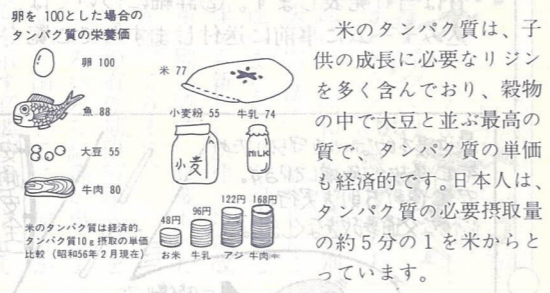 卵を100とした場合の
タンパク質の栄養価
卵 100
米 77
魚 88
小麦粉 55
牛乳 74
大豆 55
小麦
MILK
牛肉 80
米のタンパク質は経済的
タンパク質10g摂取の単価
比較(昭和56年2月現在)
48円
96円
122円
168円
お米
牛乳
アジ
牛肉㊥
米のタンパク質は、子
供の成長に必要なリジン
を多く含んでおり、穀物
の中で大豆と並ぶ最高の
質で、タンパク質の単価
も経済的です。日本人は、
タンパク質の必要摂取量
の約5分の1を米からと
っています。